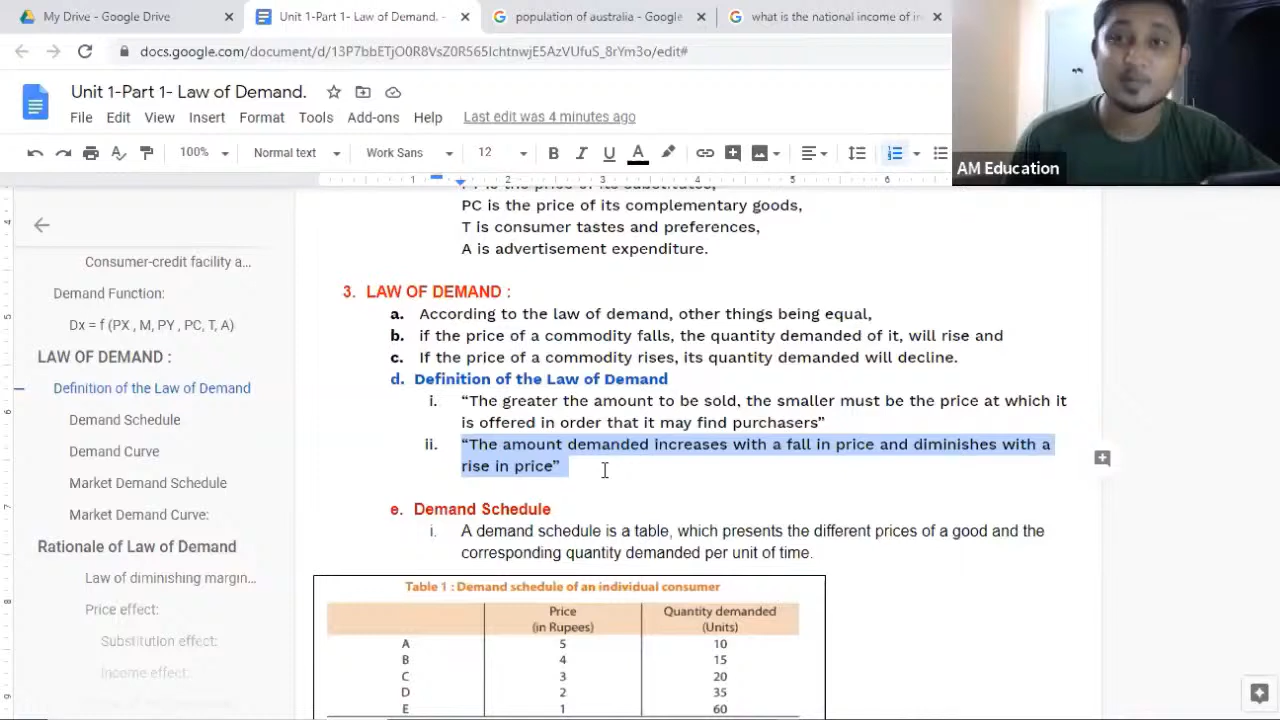 My Drive - Google Drive
Unit 1-Part 1- Law of Demand.
population of australia - Google
what is the national income of in
docs.google.com/document/d/13P7bbETjO0R8VsZ0R565IchtnwjE5AzVUfuS_8rYm3o/edit#
Unit 1-Part 1- Law of Demand.
File Edit View Insert Format Tools Add-ons Help Last edit was 4 minutes ago
100% Normal text Work Sans 12 B I U A
AM Education
1 2 3 4 5 6
PC is the price of its complementary goods,
T is consumer tastes and preferences,
A is advertisement expenditure.
3. LAW OF DEMAND :
a. According to the law of demand, other things being equal,
b. if the price of a commodity falls, the quantity demanded of it, will rise and
c. If the price of a commodity rises, its quantity demanded will decline.
d. Definition of the Law of Demand
i. “The greater the amount to be sold, the smaller must be the price at which it
is offered in order that it may find purchasers”
ii. “The amount demanded increases with a fall in price and diminishes with a
rise in price”
e. Demand Schedule
i. A demand schedule is a table, which presents the different prices of a good and the
corresponding quantity demanded per unit of time.
Table 1 : Demand schedule of an individual consumer
Price
(in Rupees)
Quantity demanded
(Units)
A 5 10
B 4 15
C 3 20
D 2 35
E 1 60
Consumer-credit facility a...
Demand Function:
Dx = f (PX , M, PY , PC, T, A)
LAW OF DEMAND :
Definition of the Law of Demand
Demand Schedule
Demand Curve
Market Demand Schedule
Market Demand Curve:
Rationale of Law of Demand
Law of diminishing margin...
Price effect:
Substitution effect:
Income effect: